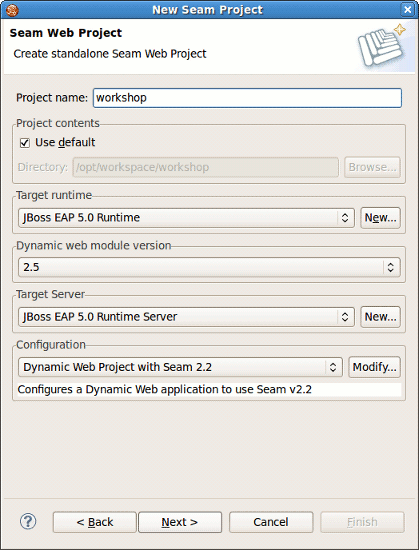 New Seam Project
Seam Web Project
Create standalone Seam Web Project
Project name: workshop
Project contents
Use default
Directory: /opt/workspace/workshop Browse...
Target runtime
JBoss EAP 5.0 Runtime New...
Dynamic web module version
2.5
Target Server
JBoss EAP 5.0 Runtime Server New...
Configuration
Dynamic Web Project with Seam 2.2 Modify...
Configures a Dynamic Web application to use Seam v2.2
? < Back Next > Cancel Finish